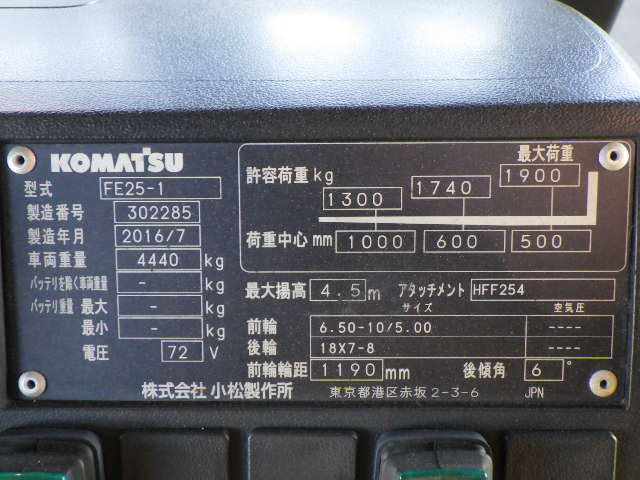 KOMATSU
型式 FE25-1
製造番号 302285
製造年月 2016/7
車両重量 4440 kg
バッテリを除く車両重量 - kg
バッテリ重量 最大 - kg
最小 - kg
電圧 72 V
最大荷重
許容荷重 kg 1300 1740 1900
荷重中心 mm 1000 600 500
最大揚高 4.5 m アタッチメント HFF254
サイズ 空気圧
前輪 6.50-10/5.00 ----
後輪 18X7-8 ----
前輪輪距 1190 mm 後傾角 6 °
株式会社 小松製作所 東京都港区赤坂 2-3-6 JPN